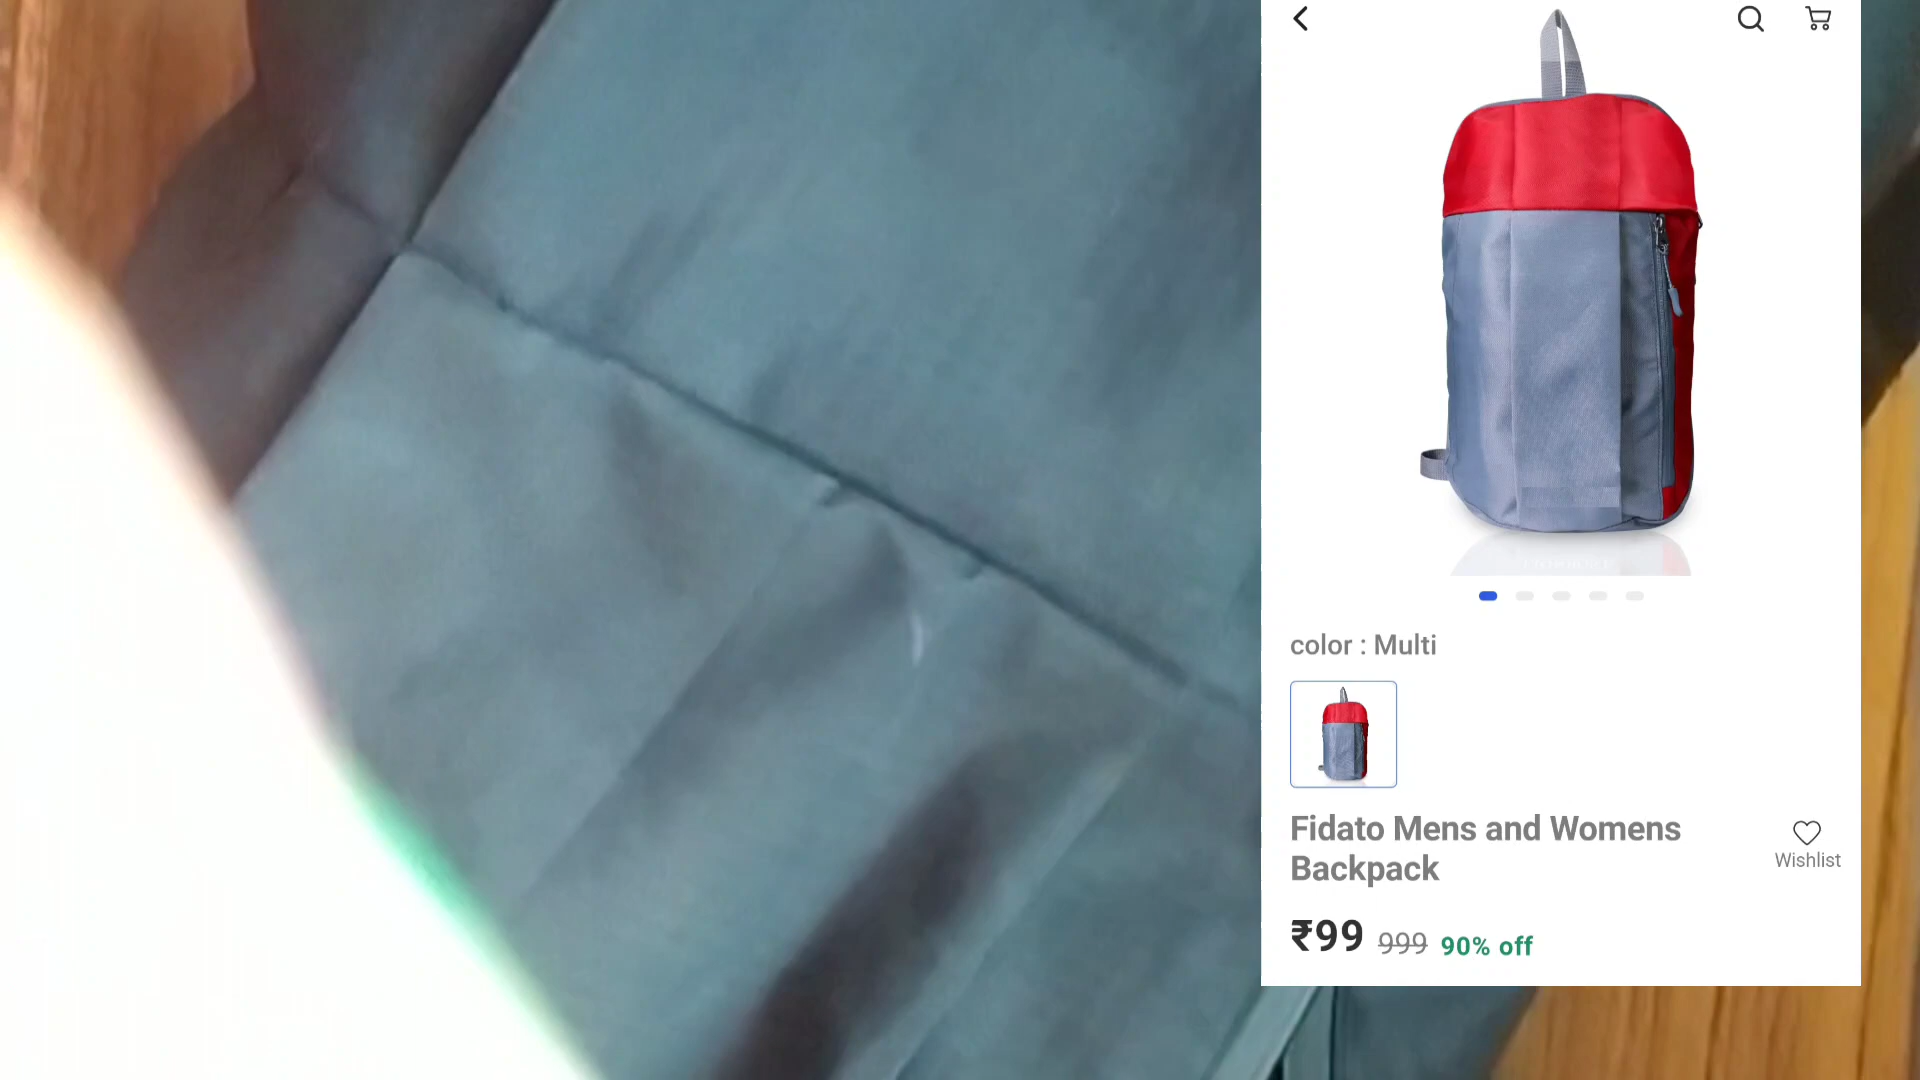 color : Multi
Fidato Mens and Womens
Backpack
Wishlist
₹99 999 90% off